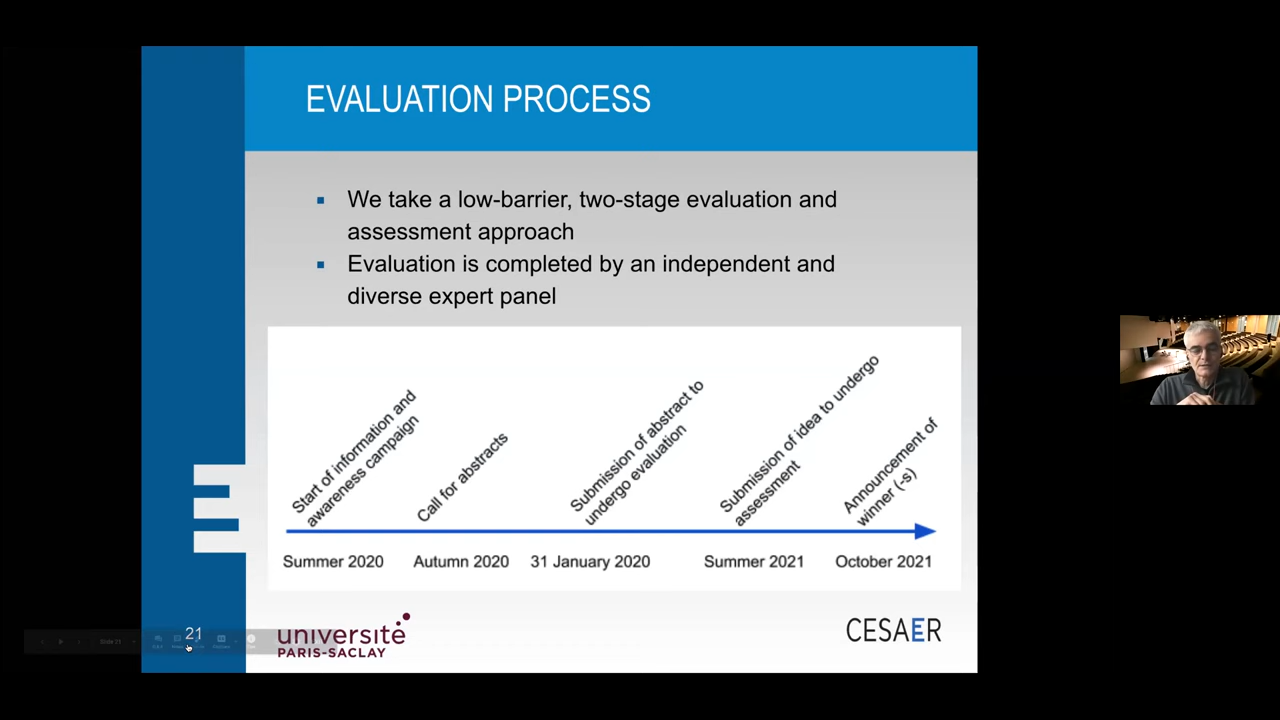 EVALUATION PROCESS
▪ We take a low-barrier, two-stage evaluation and
assessment approach
▪ Evaluation is completed by an independent and
diverse expert panel
Start of information and
awareness campaign
Call for abstracts
Submission of abstract to
undergo evaluation
Submission of idea to undergo
assessment
Announcement of
winner (-s)
Summer 2020
Autumn 2020
31 January 2020
Summer 2021
October 2021
21
Slide 21
université
PARIS-SACLAY
CESAER